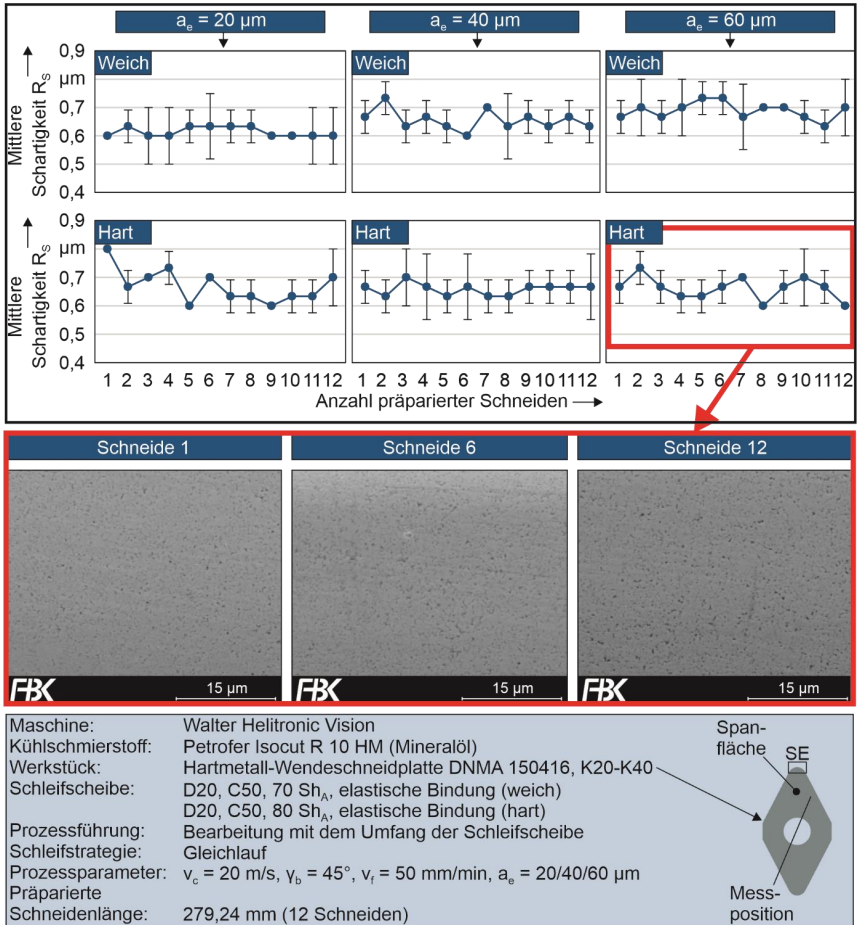 aₑ = 20 µm
aₑ = 40 µm
aₑ = 60 µm
Mittlere
Schartigkeit R_S
0,9
µm
0,7
0,6
0,5
0,4
Weich
Weich
Weich
Mittlere
Schartigkeit R_S
0,9
µm
0,7
0,6
0,5
0,4
Hart
Hart
Hart
1 2 3 4 5 6 7 8 9 10 11 12
1 2 3 4 5 6 7 8 9 10 11 12
1 2 3 4 5 6 7 8 9 10 11 12
Anzahl präparierter Schneiden
Schneide 1
Schneide 6
Schneide 12
FBK 15 µm
15 µm
FBK 15 µm
Maschine: Walter Helitronic Vision
Kühlschmierstoff: Petrofer Isocut R 10 HM (Mineralöl)
Werkstück: Hartmetall-Wendeschneidplatte DNMA 150416, K20-K40
Schleifscheibe: D20, C50, 70 Sh_A, elastische Bindung (weich)
D20, C50, 80 Sh_A, elastische Bindung (hart)
Prozessführung: Bearbeitung mit dem Umfang der Schleifscheibe
Schleifstrategie: Gleichlauf
Prozessparameter: v_c = 20 m/s, γ_b = 45°, v_f = 50 mm/min, aₑ = 20/40/60 µm
Präparierte
Schneidenlänge: 279,24 mm (12 Schneiden)
Span-
fläche
SE
Mess-
position